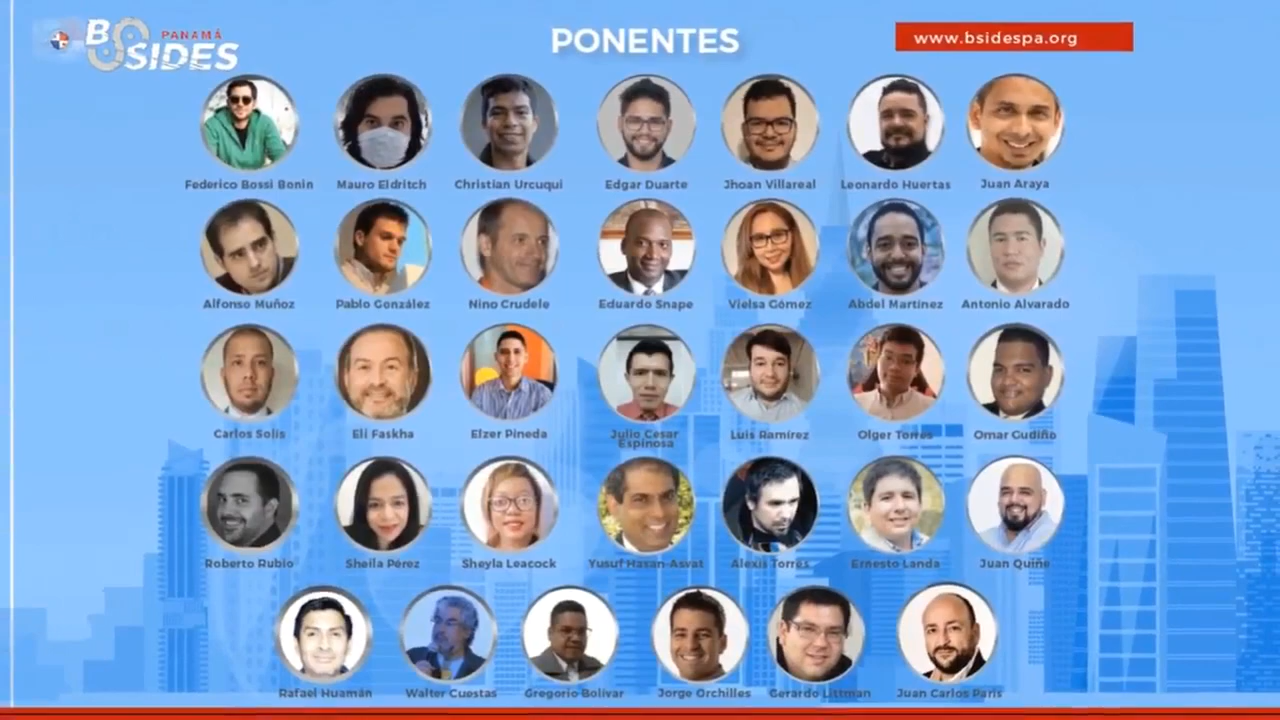 B SIDES PANAMÁ
PONENTES
www.bsidespa.org
Federico Bossi Bonin
Mauro Eldritch
Christian Urcuqui
Edgar Duarte
Jhoan Villareal
Leonardo Huertas
Juan Araya
Alfonso Muñoz
Pablo González
Nino Crudele
Eduardo Snape
Vielsa Gómez
Abdel Martínez
Antonio Alvarado
Carlos Solís
Eli Faskha
Elzer Pineda
Julio César
Espinosa
Luis Ramírez
Olger Torres
Omar Gudiño
Roberto Rubio
Sheila Pérez
Sheyla Leacock
Yusuf Hasan Asvat
Alexis Torres
Ernesto Landa
Juan Quiñe
Rafael Huamán
Walter Cuestas
Gregorio Bolívar
Jorge Orchilles
Gerardo Littman
Juan Carlos París